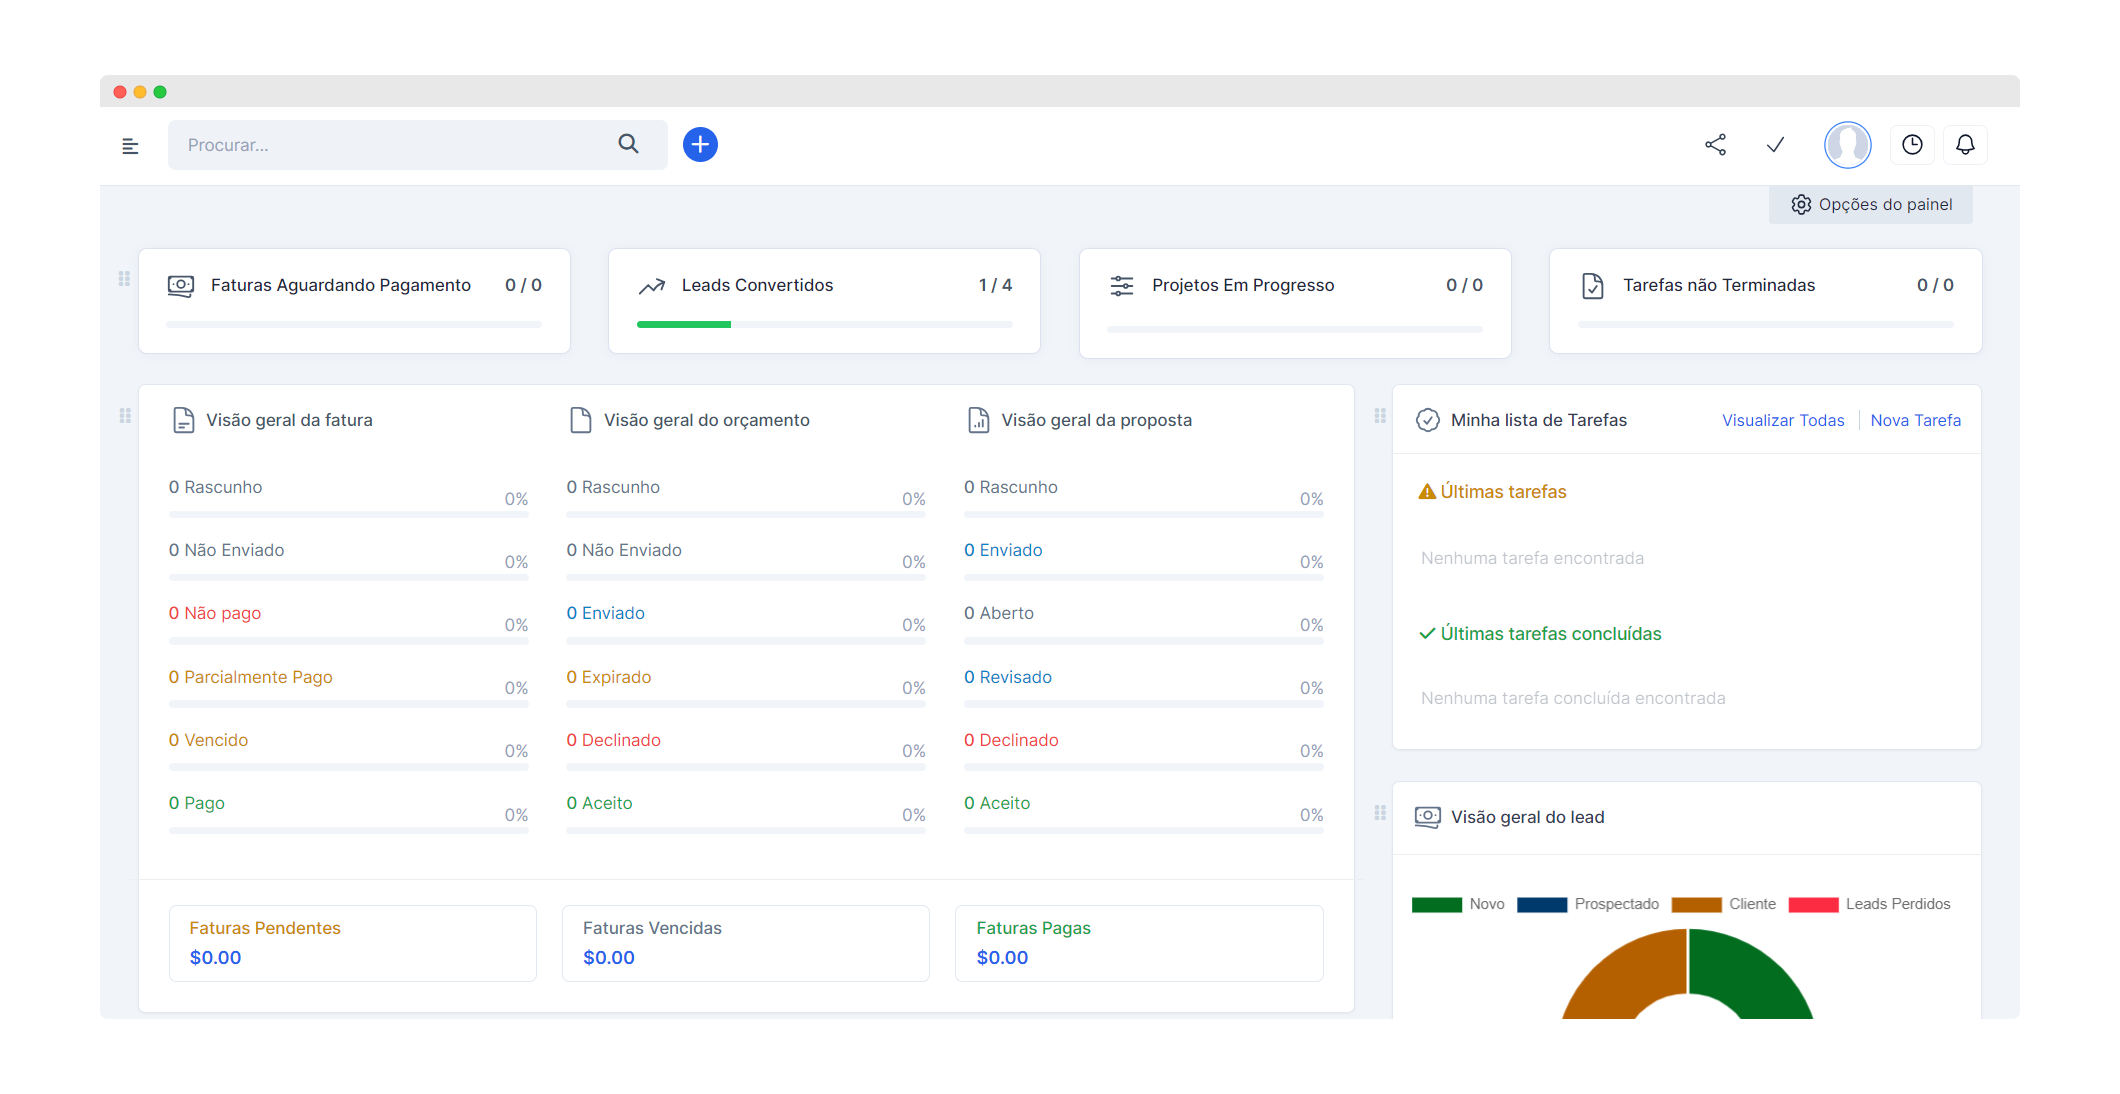 Procurar...
Opções do painel
Faturas Aguardando Pagamento 0 / 0
Leads Convertidos 1 / 4
Projetos Em Progresso 0 / 0
Tarefas não Terminadas 0 / 0
Visão geral da fatura
0 Rascunho 0%
0 Não Enviado 0%
0 Não pago 0%
0 Parcialmente Pago 0%
0 Vencido 0%
0 Pago 0%
Visão geral do orçamento
0 Rascunho 0%
0 Não Enviado 0%
0 Enviado 0%
0 Expirado 0%
0 Declinado 0%
0 Aceito 0%
Visão geral da proposta
0 Rascunho 0%
0 Enviado 0%
0 Aberto 0%
0 Revisado 0%
0 Declinado 0%
0 Aceito 0%
Faturas Pendentes
$0.00
Faturas Vencidas
$0.00
Faturas Pagas
$0.00
Minha lista de Tarefas Visualizar Todas Nova Tarefa
Últimas tarefas
Nenhuma tarefa encontrada
Últimas tarefas concluídas
Nenhuma tarefa concluída encontrada
Visão geral do lead
Novo Prospectado Cliente Leads Perdidos